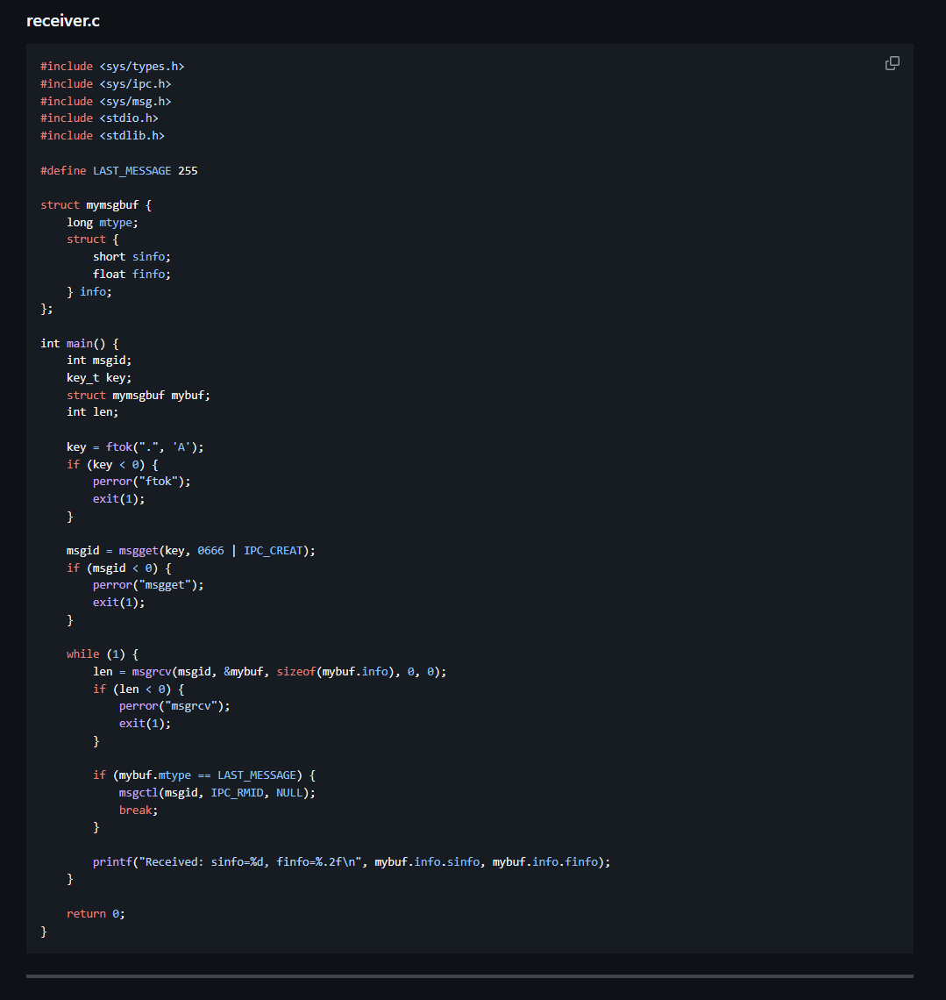 receiver.c
#include <sys/types.h>
#include <sys/ipc.h>
#include <sys/msg.h>
#include <stdio.h>
#include <stdlib.h>

#define LAST_MESSAGE 255

struct mymsgbuf {
    long mtype;
    struct {
        short sinfo;
        float finfo;
    } info;
};

int main() {
    int msgid;
    key_t key;
    struct mymsgbuf mybuf;
    int len;

    key = ftok(".", 'A');
    if (key < 0) {
        perror("ftok");
        exit(1);
    }

    msgid = msgget(key, 0666 | IPC_CREAT);
    if (msgid < 0) {
        perror("msgget");
        exit(1);
    }

    while (1) {
        len = msgrcv(msgid, &mybuf, sizeof(mybuf.info), 0, 0);
        if (len < 0) {
            perror("msgrcv");
            exit(1);
        }

        if (mybuf.mtype == LAST_MESSAGE) {
            msgctl(msgid, IPC_RMID, NULL);
            break;
        }

        printf("Received: sinfo=%d, finfo=%.2f\n", mybuf.info.sinfo, mybuf.info.finfo);
    }

    return 0;
}